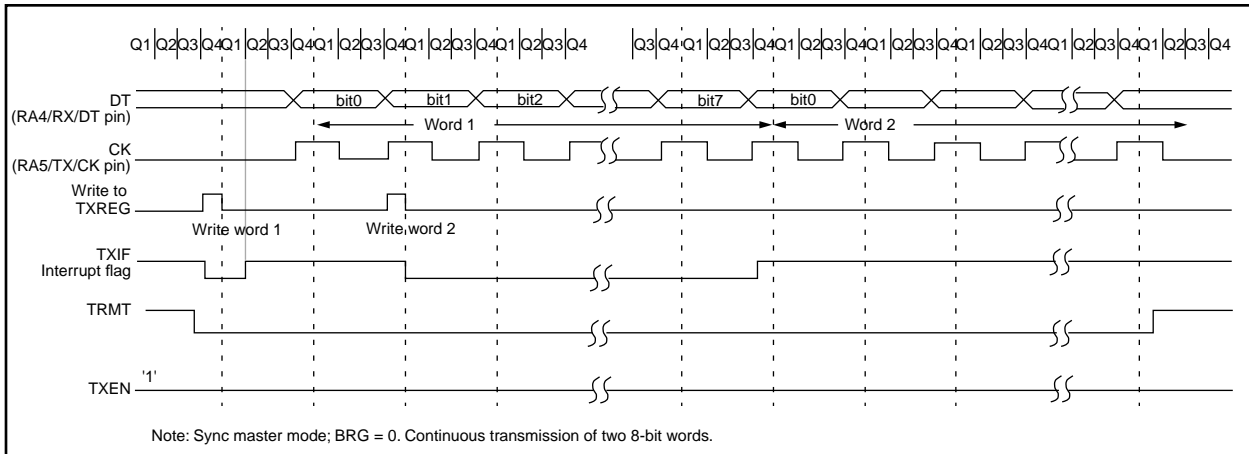 Q1 Q2 Q3 Q4 Q1 Q2 Q3 Q4 Q1 Q2 Q3 Q4 Q1 Q2 Q3 Q4 Q1 Q2 Q3 Q4 Q3 Q4 Q1 Q2 Q3 Q4 Q1 Q2 Q3 Q4 Q1 Q2 Q3 Q4 Q1 Q2 Q3 Q4 Q1 Q2 Q3 Q4 Q1 Q2 Q3 Q4
DT
(RA4/RX/DT pin)
bit0 bit1 bit2 bit7 bit0
Word 1 Word 2
CK
(RA5/TX/CK pin)
Write to
TXREG
Write word 1 Write word 2
TXIF
Interrupt flag
TRMT
'1'
TXEN
Note: Sync master mode; BRG = 0. Continuous transmission of two 8-bit words.